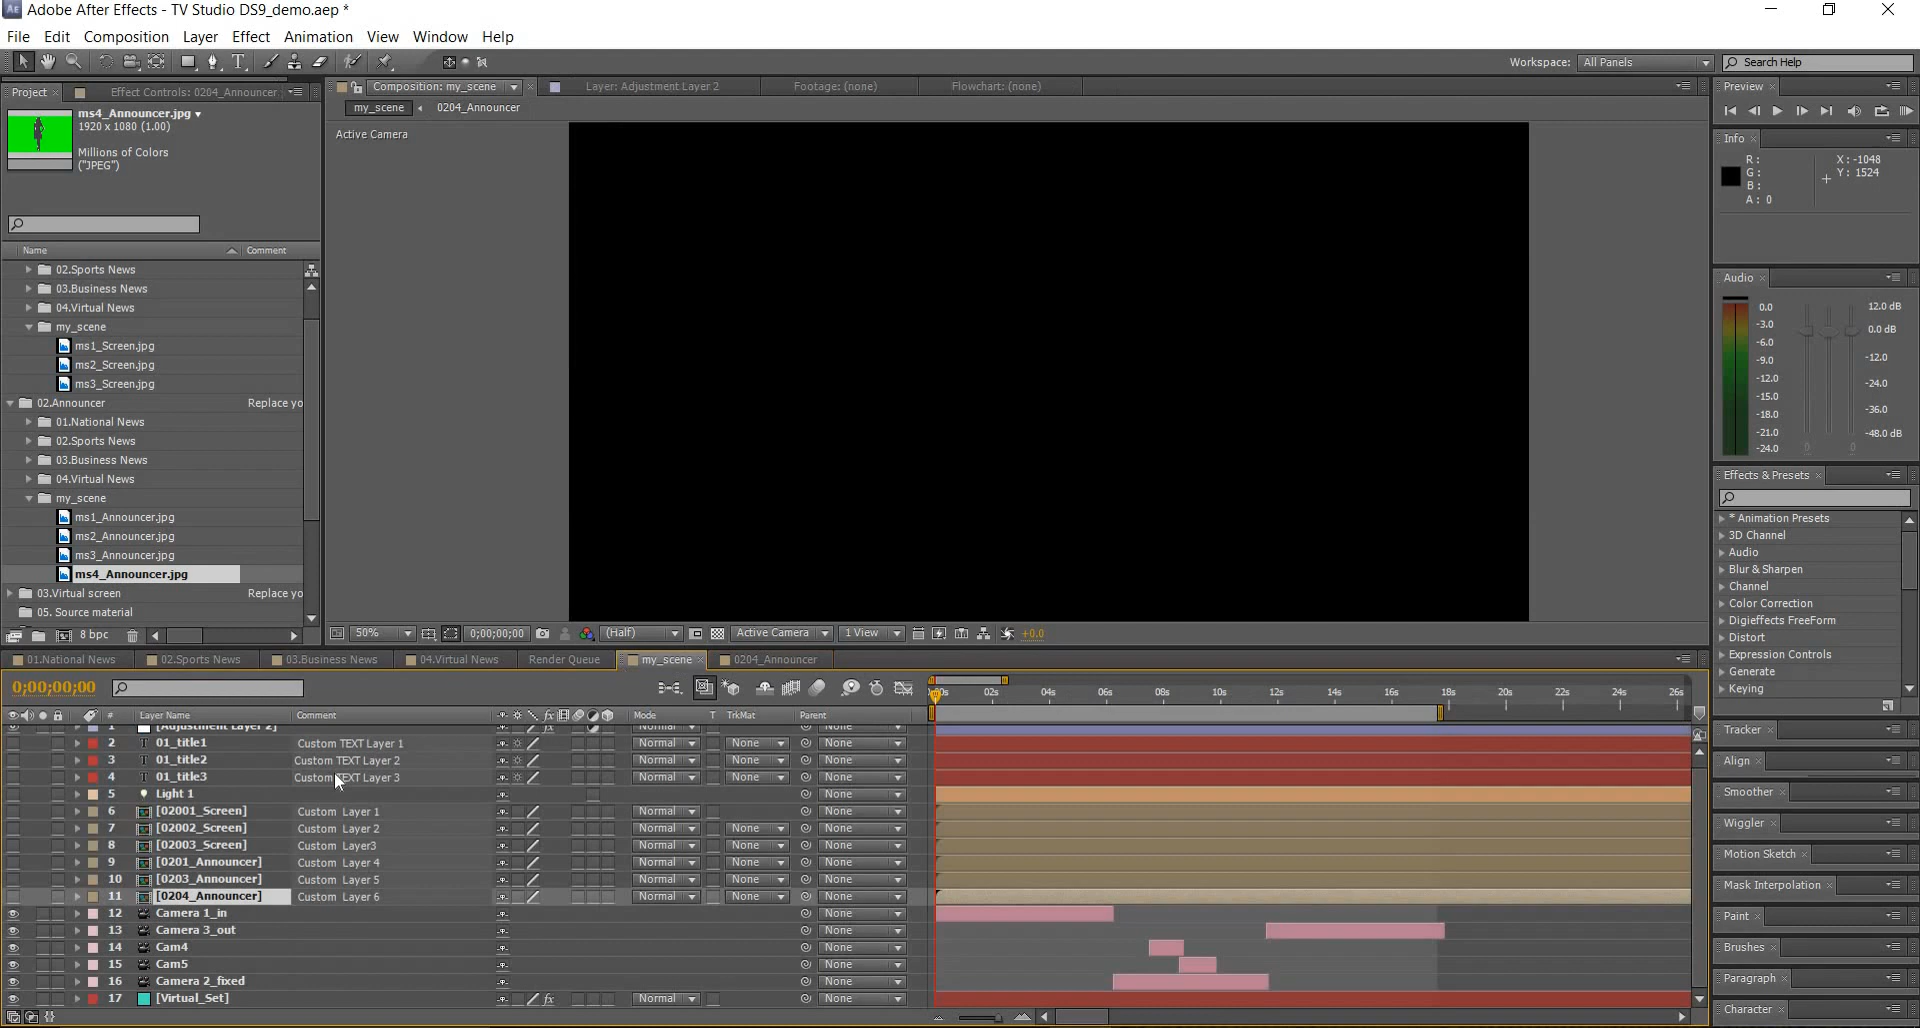 Adobe After Effects - TV Studio DS9_demo.aep *
File Edit Composition Layer Effect Animation View Window Help
Workspace: All Panels Search Help
Project Effect Controls: 0204_Announcer
ms4_Announcer.jpg
1920 x 1080 (1.00)
Millions of Colors
("JPEG")
Name Comment
02.Sports News
03.Business News
04.Virtual News
my_scene
ms1_Screen.jpg
ms2_Screen.jpg
ms3_Screen.jpg
02.Announcer Replace yo
01.National News
02.Sports News
03.Business News
04.Virtual News
my_scene
ms1_Announcer.jpg
ms2_Announcer.jpg
ms3_Announcer.jpg
ms4_Announcer.jpg
03.Virtual screen Replace yo
05. Source material
8 bpc
Composition: my_scene Layer: Adjustment Layer 2 Footage: (none) Flowchart: (none)
my_scene 0204_Announcer
Active Camera
50% 0;00;00;00 (Half) Active Camera 1 View +0.0
Preview
Info
R: X: -1048
G: Y: 1524
B:
A: 0
Audio
0.0 12.0 dB
-3.0 0.0 dB
-6.0
-9.0 -12.0
-12.0 -24.0
-15.0
-18.0 -36.0
-21.0 -48.0 dB
-24.0 0 0
Effects & Presets
* Animation Presets
3D Channel
Audio
Blur & Sharpen
Channel
Color Correction
Digieffects FreeForm
Distort
Expression Controls
Generate
Keying
Tracker
Align
Smoother
Wiggler
Motion Sketch
Mask Interpolation
Paint
Brushes
Paragraph
Character
01.National News 02.Sports News 03.Business News 04.Virtual News Render Queue my_scene 0204_Announcer
0;00;00;00
02s 04s 06s 08s 10s 12s 14s 16s 18s 20s 22s 24s 26s
# Layer Name Comment fx Mode T TrkMat Parent
1 [Adjustment Layer 2] fx Normal None
2 T 01_title1 Custom TEXT Layer 1 Normal None None
3 T 01_title2 Custom TEXT Layer 2 Normal None None
4 T 01_title3 Custom TEXT Layer 3 Normal None None
5 Light 1 None
6 [02001_Screen] Custom Layer 1 Normal None
7 [02002_Screen] Custom Layer 2 Normal None None
8 [02003_Screen] Custom Layer3 Normal None None
9 [0201_Announcer] Custom Layer 4 Normal None None
10 [0203_Announcer] Custom Layer 5 Normal None None
11 [0204_Announcer] Custom Layer 6 Normal None None
12 Camera 1_in None
13 Camera 3_out None
14 Cam4 None
15 Cam5 None
16 Camera 2_fixed None
17 [Virtual_Set] fx Normal None